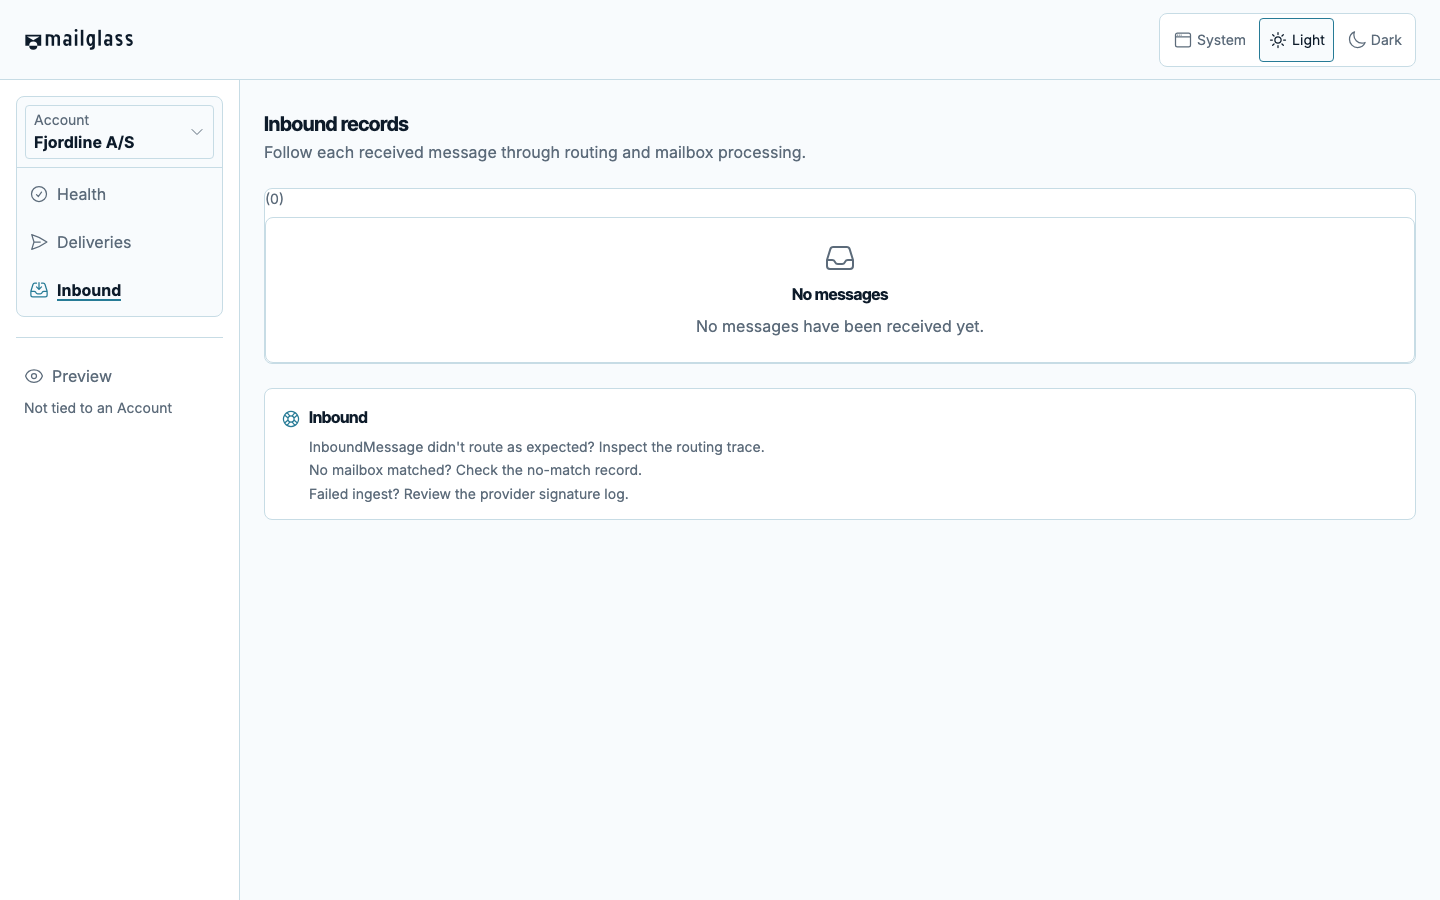 mailglass
System
Light
Dark
Account
Fjordline A/S
Health
Deliveries
Inbound
Preview
Not tied to an Account
Inbound records
Follow each received message through routing and mailbox processing.
(0)
No messages
No messages have been received yet.
Inbound
InboundMessage didn't route as expected? Inspect the routing trace.
No mailbox matched? Check the no-match record.
Failed ingest? Review the provider signature log.